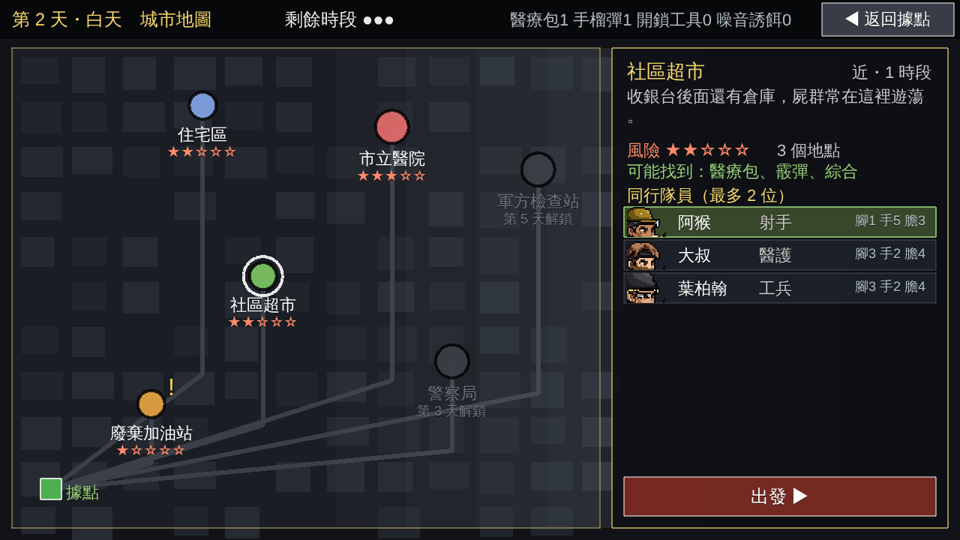 第 2 天・白天 城市地圖 剩餘時段 ●●● 醫療包1 手榴彈1 開鎖工具0 噪音誘餌0 ◀ 返回據點
住宅區
★★☆☆☆
市立醫院
★★★☆☆
軍方檢查站
第 5 天解鎖
社區超市
★★☆☆☆
警察局
第 3 天解鎖
!
廢棄加油站
★☆☆☆☆
據點
社區超市 近・1 時段
收銀台後面還有倉庫，屍群常在這裡遊蕩
。
風險 ★★☆☆☆ 3 個地點
可能找到：醫療包、霰彈、綜合
同行隊員（最多 2 位）
阿猴 射手 腳1 手5 膽3
大叔 醫護 腳3 手2 膽4
葉柏翰 工兵 腳3 手2 膽4
出發 ▶